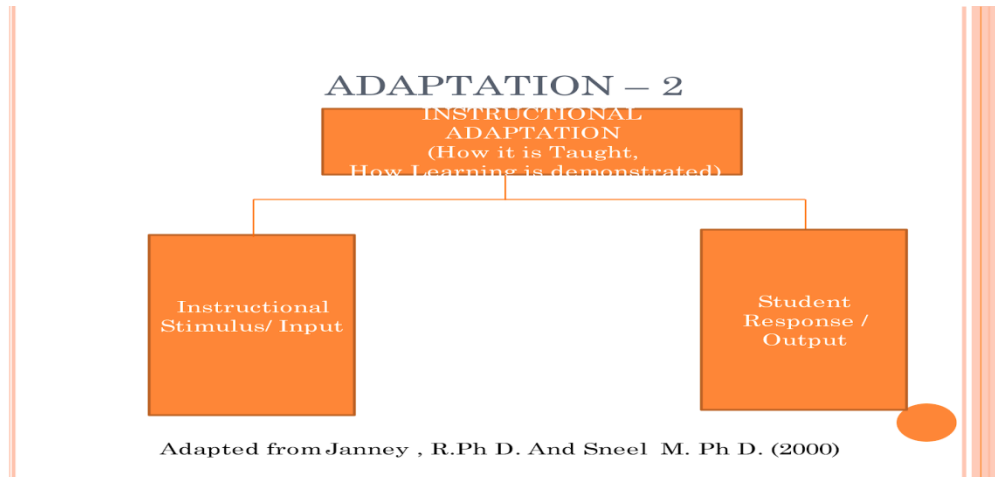 ADAPTATION – 2
INSTRUCTIONAL
ADAPTATION
(How it is Taught,
How Learning is demonstrated)
Instructional
Stimulus/ Input
Student
Response /
Output
Adapted from Janney , R.Ph D. And Sneel M. Ph D. (2000)